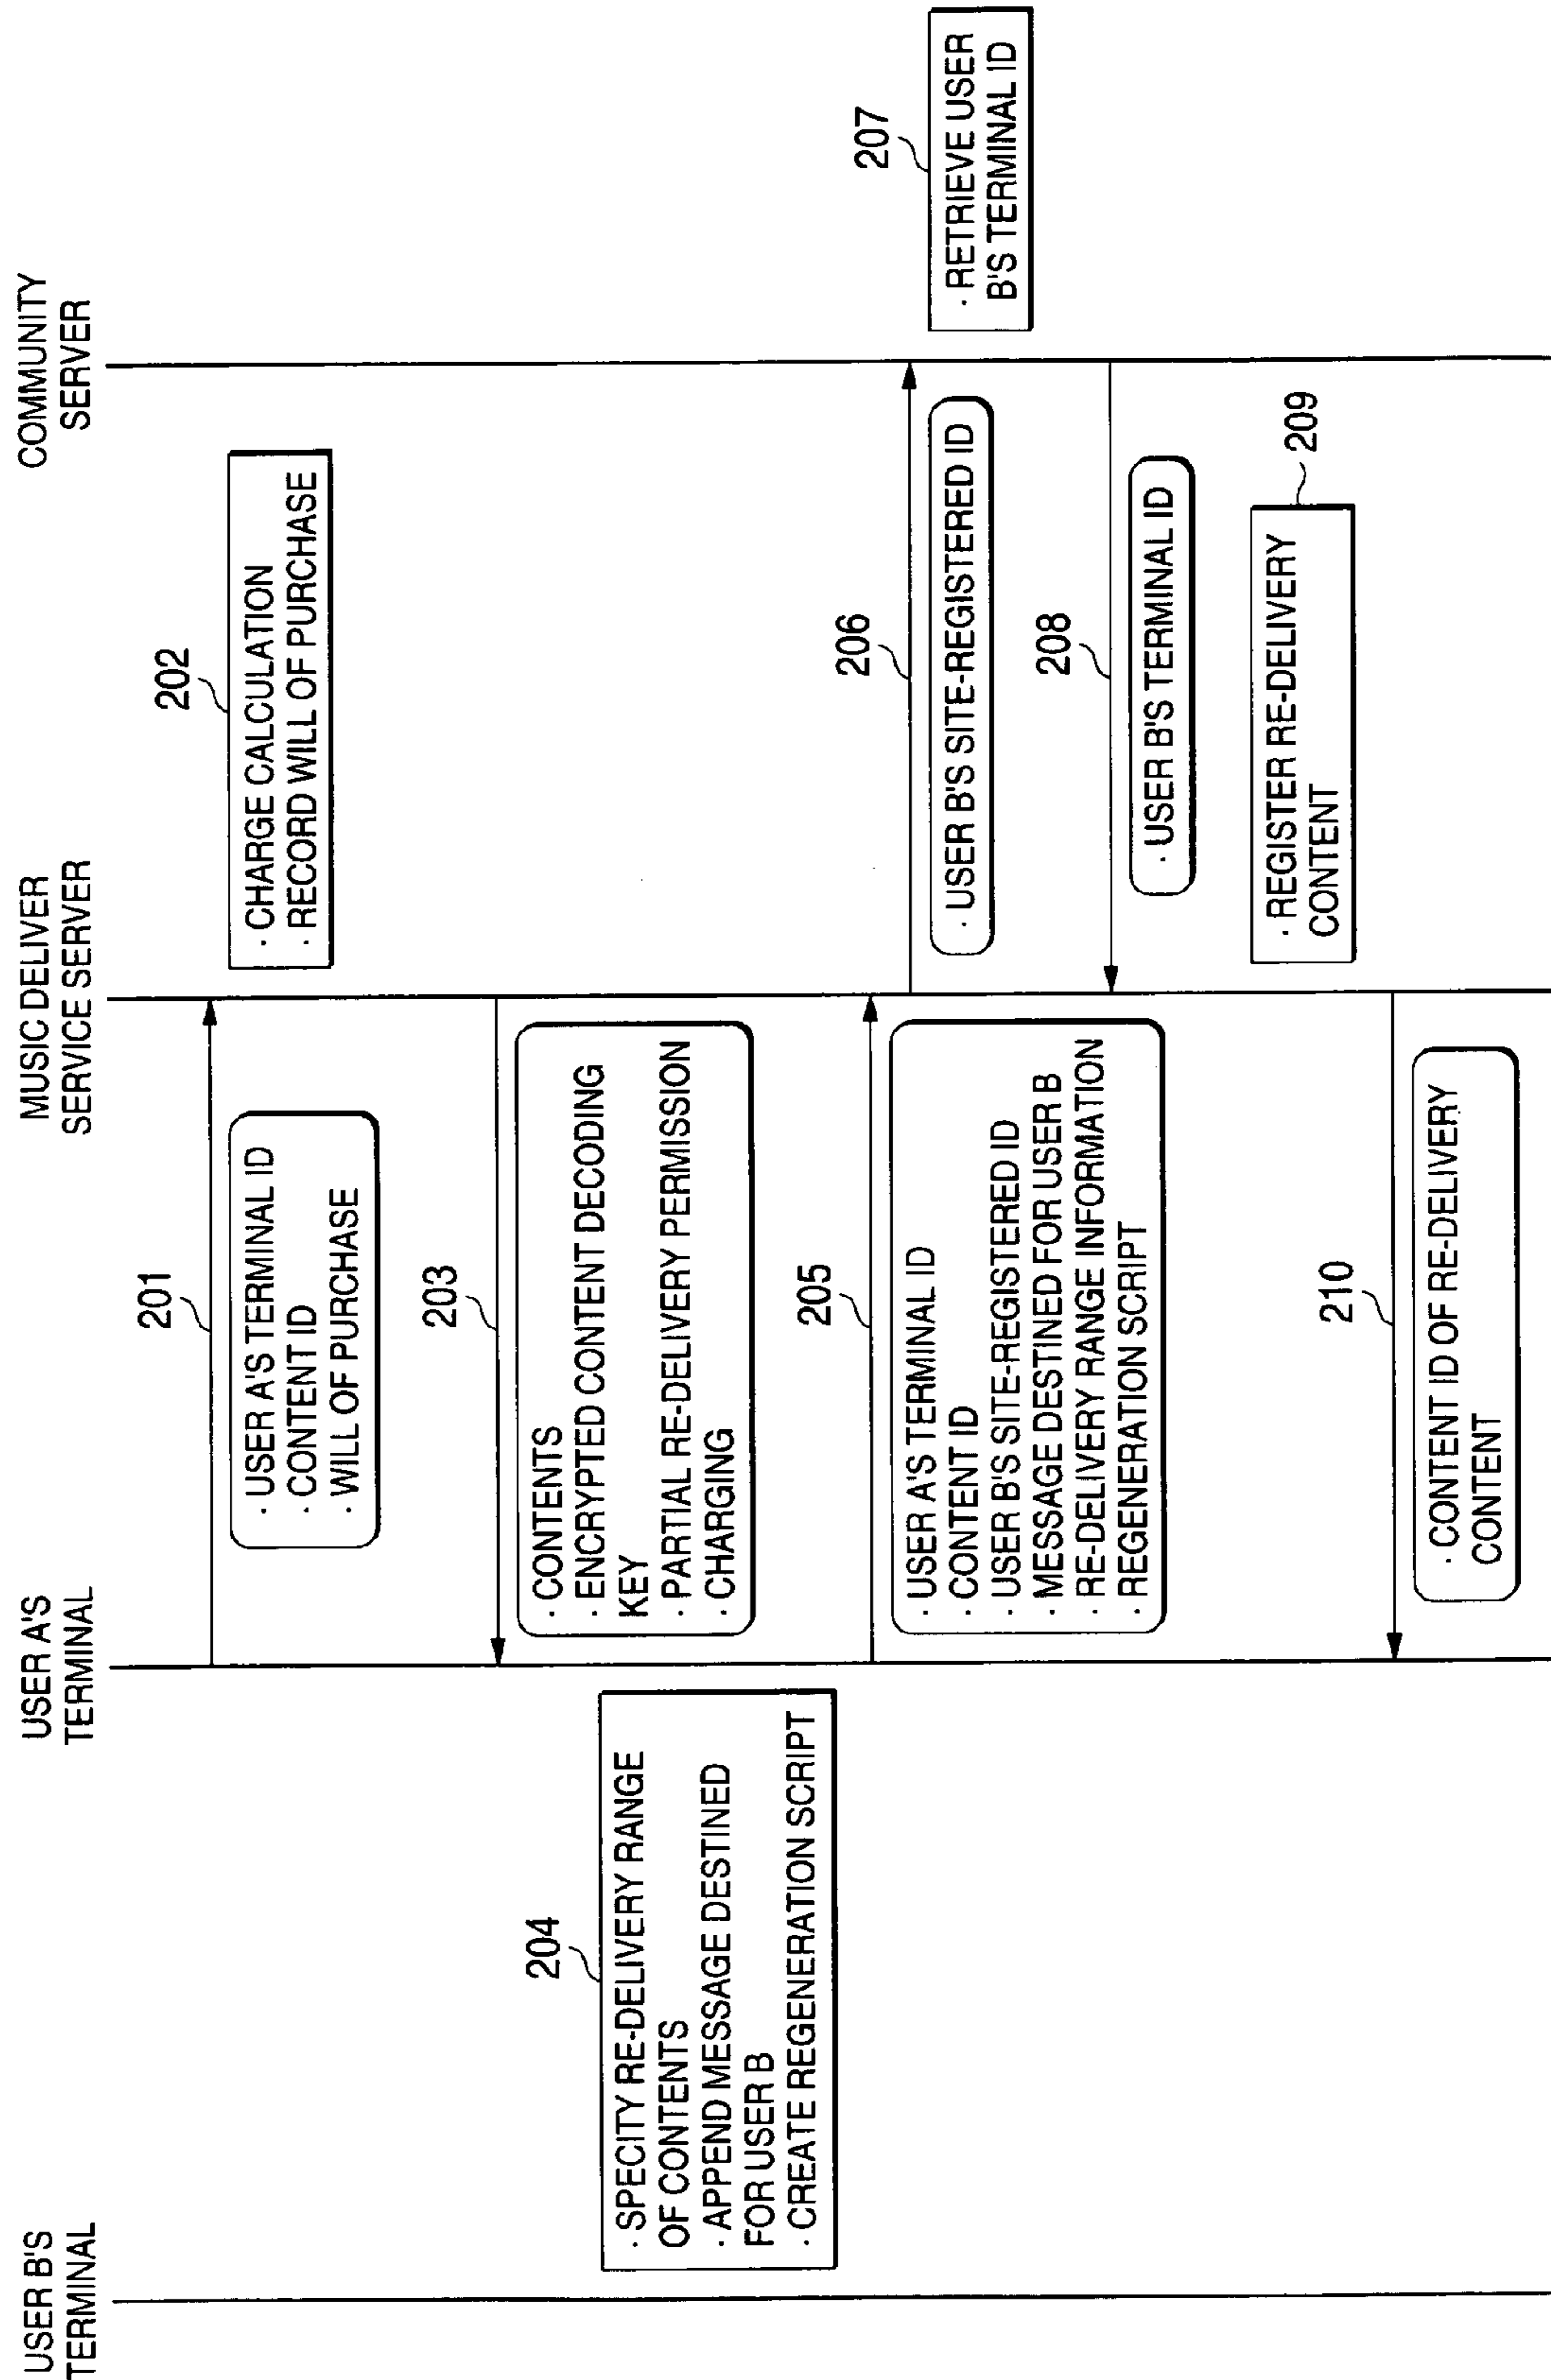 USER B'S
TERMINAL
USER A'S
TERMINAL
MUSIC DELIVER
SERVICE SERVER
COMMUNITY
SERVER
201
· USER A'S TERMINAL ID
· CONTENT ID
· WILL OF PURCHASE
202
· CHARGE CALCULATION
· RECORD WILL OF PURCHASE
203
· CONTENTS
· ENCRYPTED CONTENT DECODING
KEY
· PARTIAL RE-DELIVERY PERMISSION
· CHARGING
204
· SPECITY RE-DELIVERY RANGE
OF CONTENTS
· APPEND MESSAGE DESTINED
FOR USER B
· CREATE REGENERATION SCRIPT
205
· USER A'S TERMINAL ID
· CONTENT ID
· USER B'S SITE-REGISTERED ID
· MESSAGE DESTINED FOR USER B
· RE-DELIVERY RANGE INFORMATION
· REGENERATION SCRIPT
206
· USER B'S SITE-REGISTERED ID
207
· RETRIEVE USER
B'S TERMINAL ID
208
· USER B'S TERMINAL ID
209
· REGISTER RE-DELIVERY
CONTENT
210
· CONTENT ID OF RE-DELIVERY
CONTENT